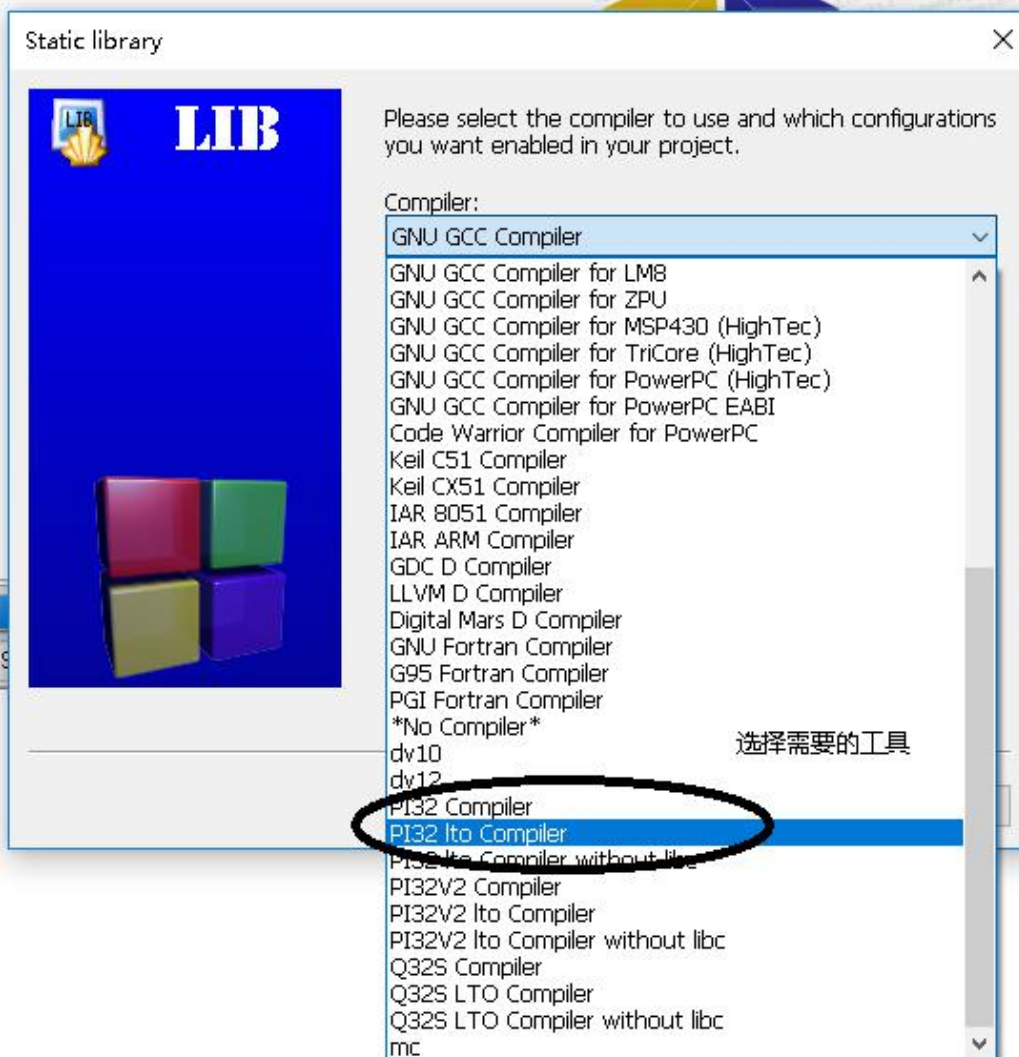 Static library
LIB
LIB
Please select the compiler to use and which configurations
you want enabled in your project.
Compiler:
GNU GCC Compiler
GNU GCC Compiler for LM8
GNU GCC Compiler for ZPU
GNU GCC Compiler for MSP430 (HighTec)
GNU GCC Compiler for TriCore (HighTec)
GNU GCC Compiler for PowerPC (HighTec)
GNU GCC Compiler for PowerPC EABI
Code Warrior Compiler for PowerPC
Keil C51 Compiler
Keil CX51 Compiler
IAR 8051 Compiler
IAR ARM Compiler
GDC D Compiler
LLVM D Compiler
Digital Mars D Compiler
GNU Fortran Compiler
G95 Fortran Compiler
PGI Fortran Compiler
*No Compiler*
选择需要的工具
dv10
dv12
PI32 Compiler
PI32 lto Compiler
PI32 lto Compiler without libc
PI32V2 Compiler
PI32V2 lto Compiler
PI32V2 lto Compiler without libc
Q32S Compiler
Q32S LTO Compiler
Q32S LTO Compiler without libc
mc